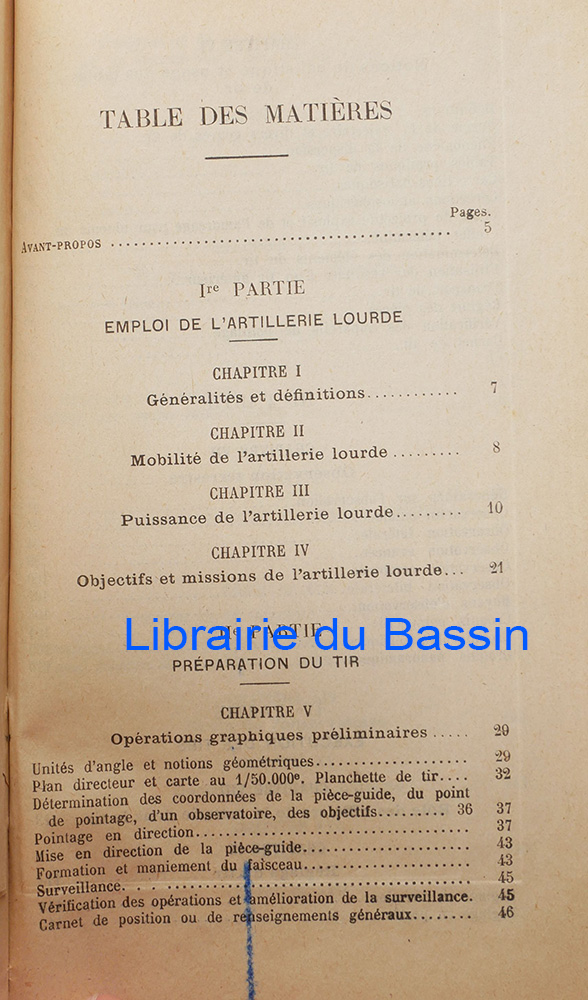 TABLE DES MATIÈRES
Pages.
AVANT-PROPOS ........ 5
Ire PARTIE
EMPLOI DE L'ARTILLERIE LOURDE
CHAPITRE I
Généralités et définitions............ 7
CHAPITRE II
Mobilité de l'artillerie lourde ......... 8
CHAPITRE III
Puissance de l'artillerie lourde......... 10
CHAPITRE IV
Objectifs et missions de l'artillerie lourde... 21
IIe PARTIE
Librairie du Bassin
PRÉPARATION DU TIR
CHAPITRE V
Opérations graphiques préliminaires ..... 29
Unités d'angle et notions géométriques.................... 29
Plan directeur et carte au 1/50.000e. Planchette de tir.... 32
Détermination des coordonnées de la pièce-guide, du point
de pointage, d'un observatoire, des objectifs......... 36
Pointage en direction.................................... 37
Mise en direction de la pièce-guide...................... 37
Formation et maniement du faisceau....................... 43
Surveillance............................................. 43
45
Vérification des opérations et amélioration de la surveillance. 45
Carnet de position ou de renseignements généraux........ 46